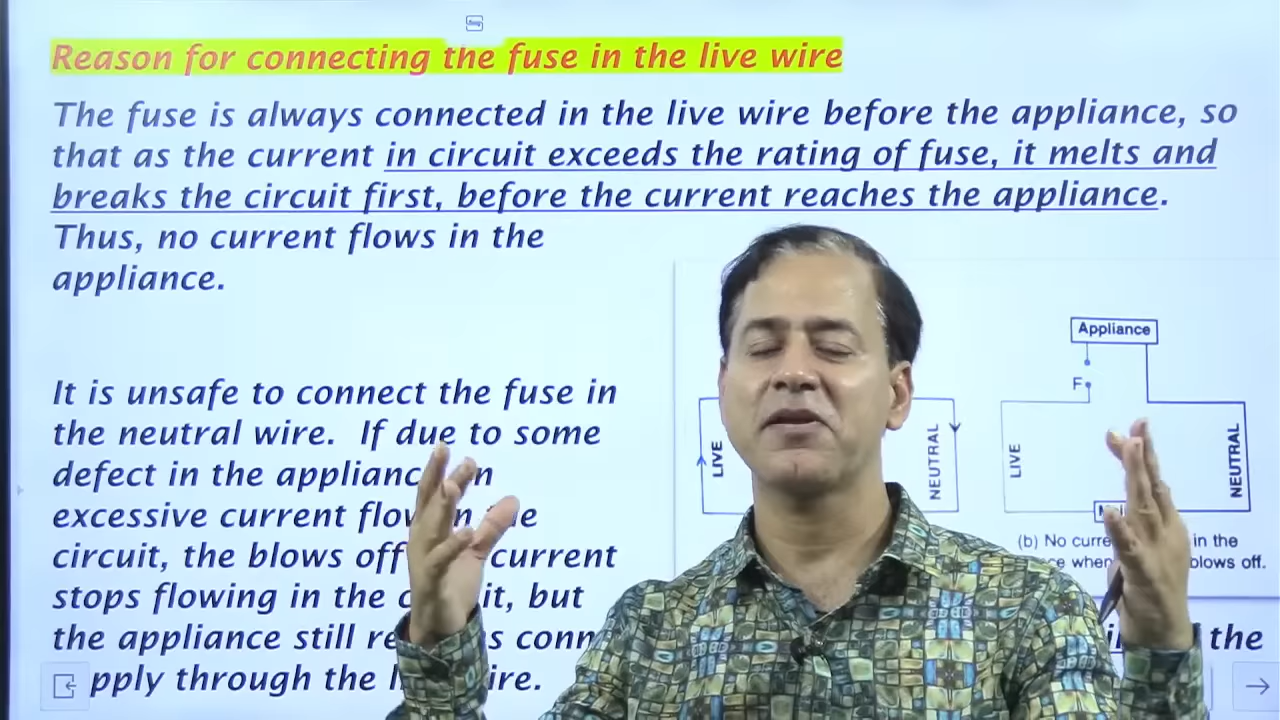 Reason for connecting the fuse in the live wire
The fuse is always connected in the live wire before the appliance, so
that as the current in circuit exceeds the rating of fuse, it melts and
breaks the circuit first, before the current reaches the appliance.
Thus, no current flows in the
appliance.
It is unsafe to connect the fuse in
the neutral wire. If due to some
defect in the
excessive current
circuit, the blows off current
stops flowing in the but
the appliance still the
through the
LIVE
NEUTRAL
Appliance
F
LIVE
NEUTRAL
(b) No in the
when blows off.